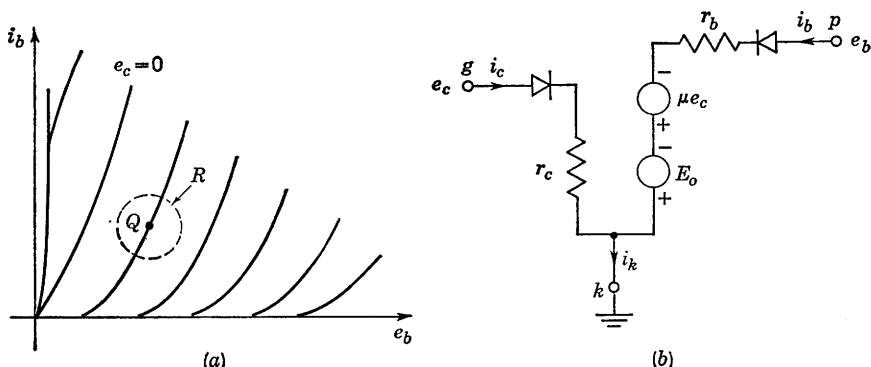 i_b
e_c = 0
R
Q
e_b
(a)
r_b
i_b
p
e_b
g
i_c
e_c
−
μe_c
+
r_c
−
E_o
+
i_k
k
(b)